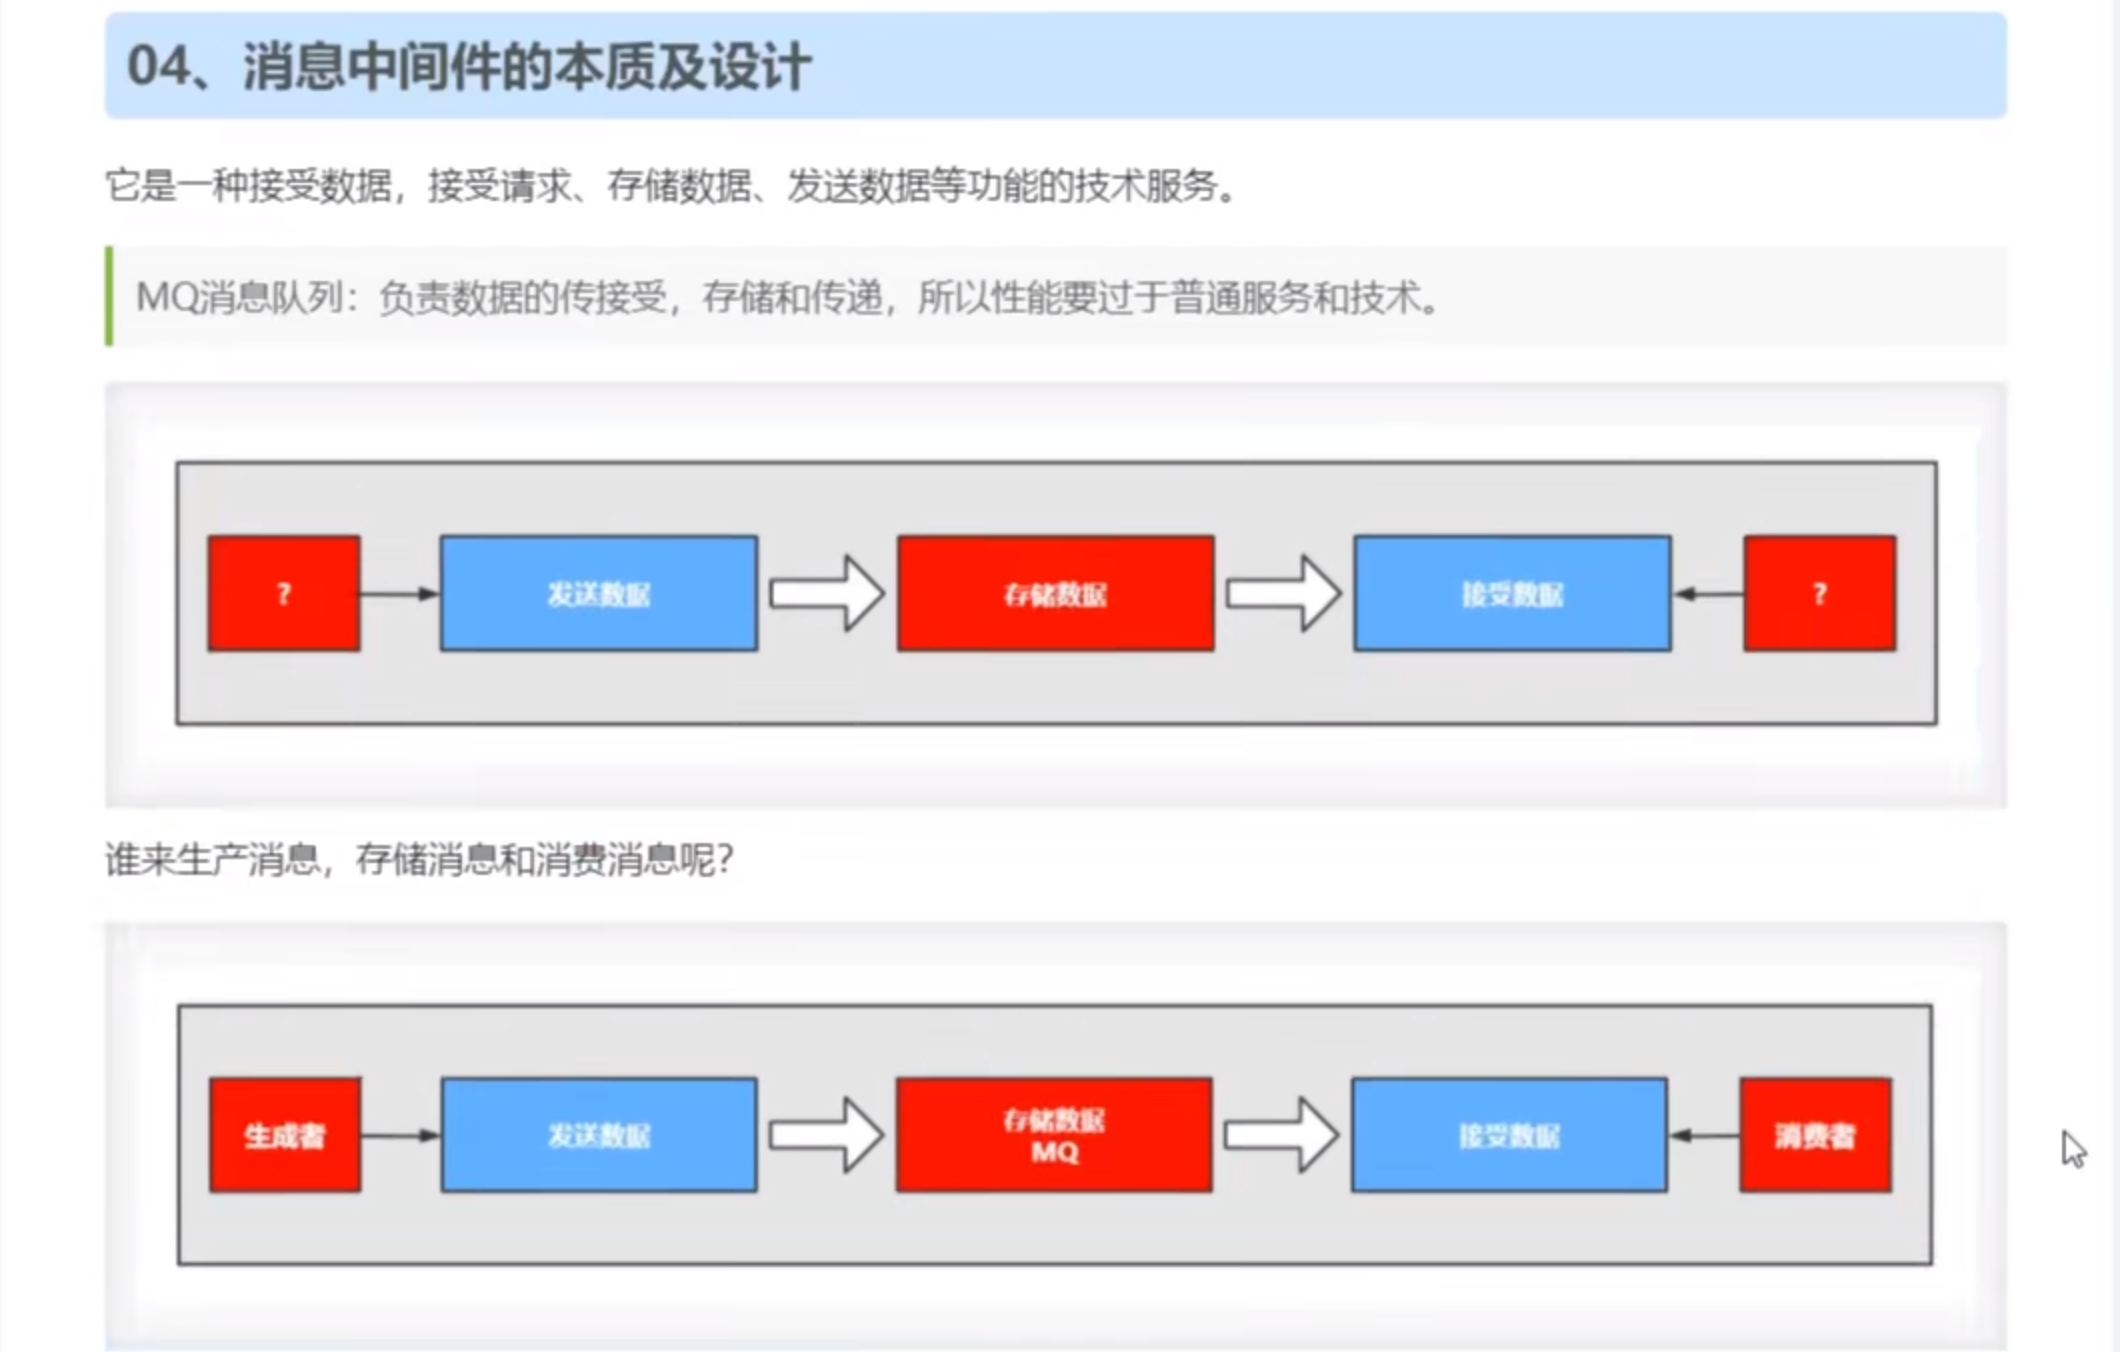 04、消息中间件的本质及设计
它是一种接受数据，接受请求、存储数据、发送数据等功能的技术服务。
MQ消息队列：负责数据的传接受，存储和传递，所以性能要过于普通服务和技术。
?
发送数据
存储数据
接受数据
?
谁来生产消息，存储消息和消费消息呢？
生成者
发送数据
存储数据
MQ
接受数据
消费者